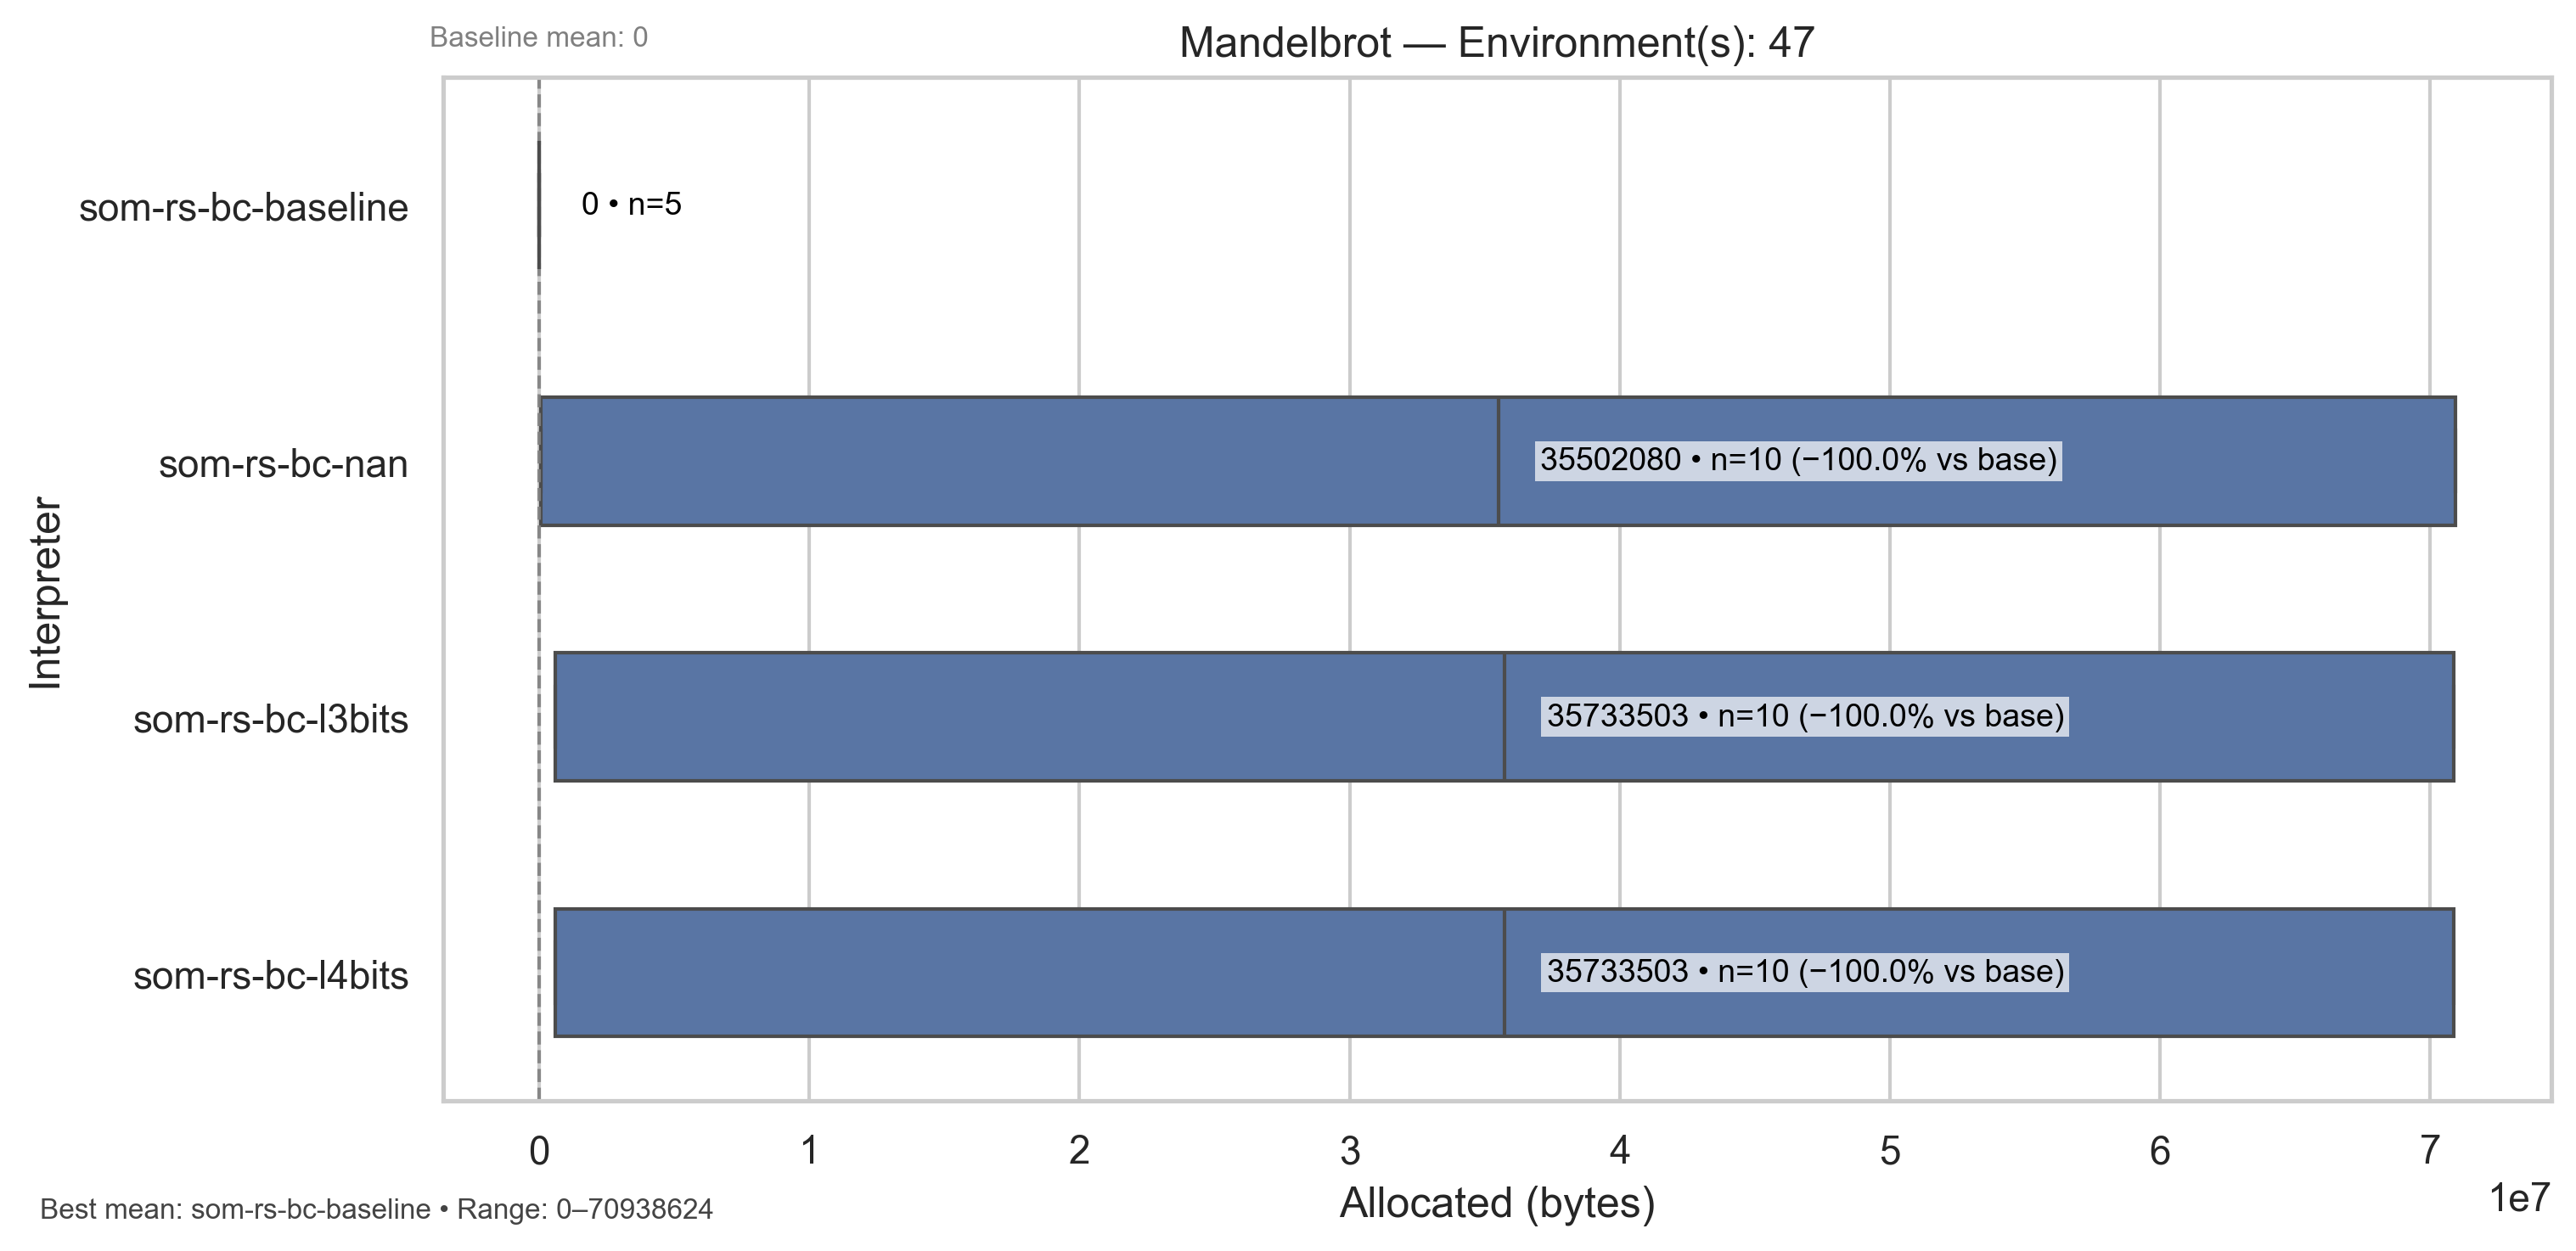 Baseline mean: 0
Mandelbrot — Environment(s): 47
Interpreter
som-rs-bc-baseline
0 • n=5
som-rs-bc-nan
35502080 • n=10 (−100.0% vs base)
som-rs-bc-l3bits
35733503 • n=10 (−100.0% vs base)
som-rs-bc-l4bits
35733503 • n=10 (−100.0% vs base)
0 1 2 3 4 5 6 7
1e7
Allocated (bytes)
Best mean: som-rs-bc-baseline • Range: 0–70938624